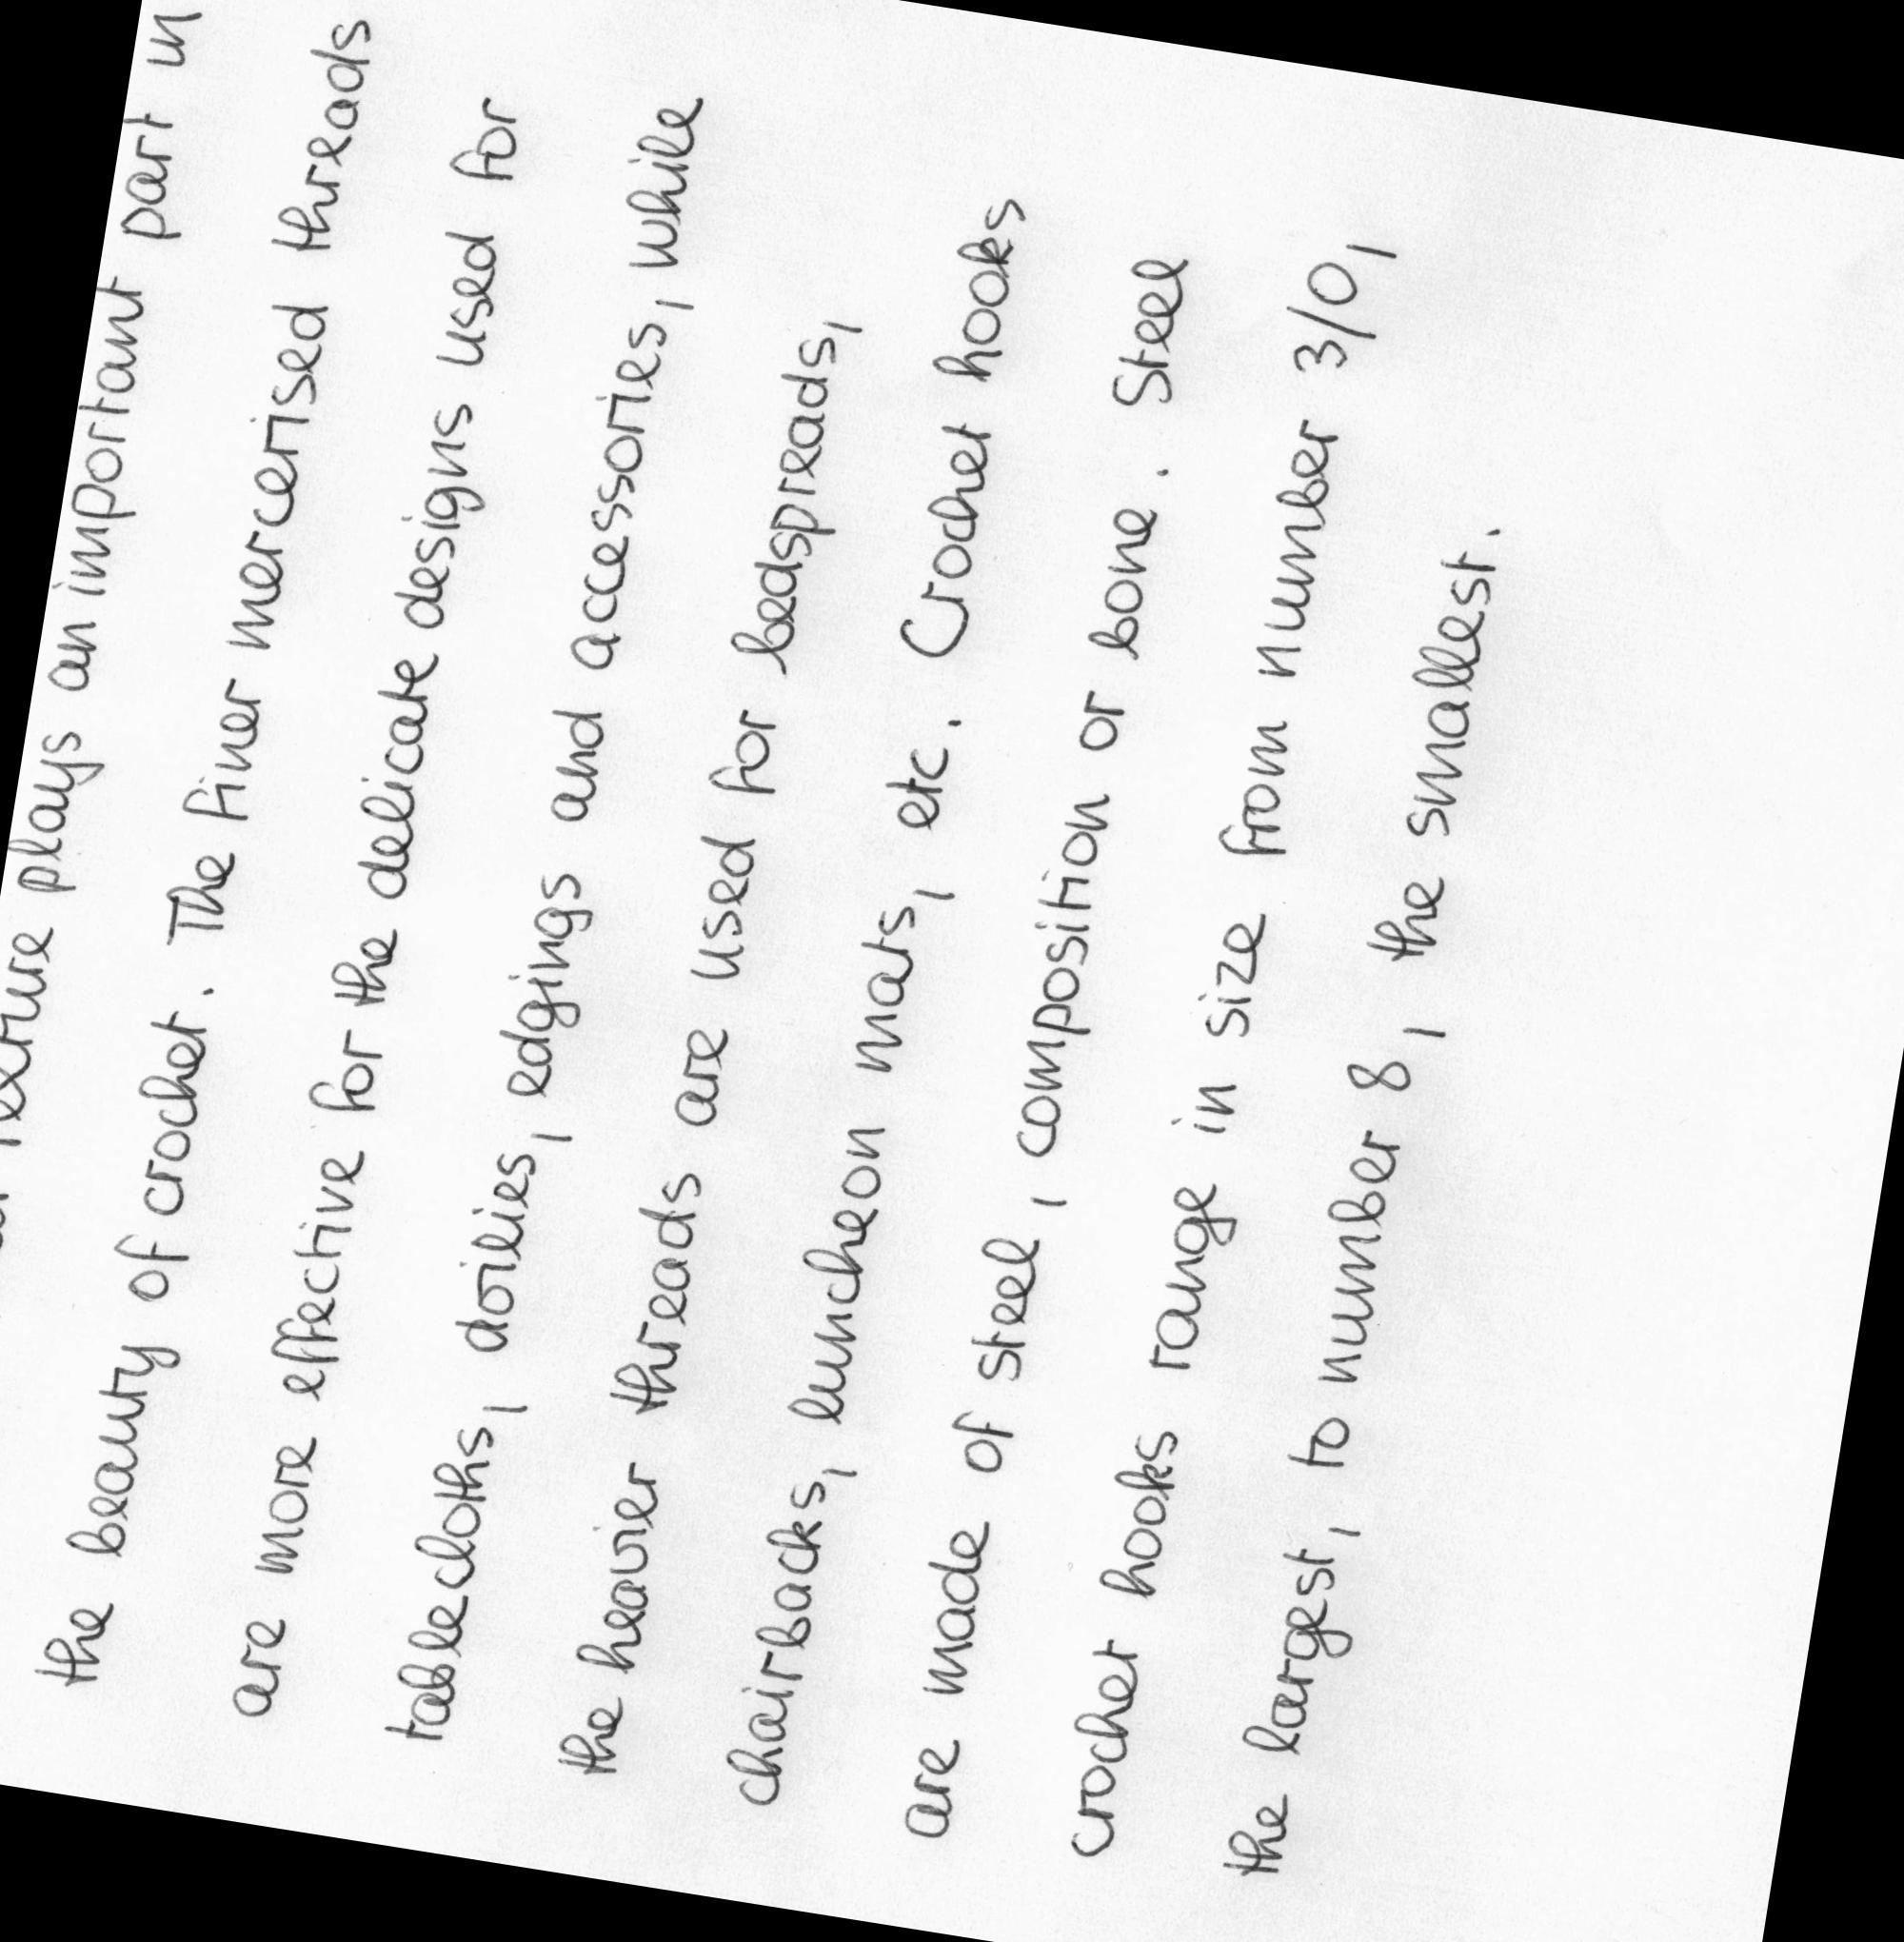 texture plays an important part in
the beauty of crochet. The finer mercerised threads
are more effective for the delicate designs used for
tablecloths, doilies, edgings and accessories, while
the heavier threads are used for bedspreads,
chairbacks, luncheon mats, etc. Crochet hooks
are made of steel, composition or bone. Steel
crochet hooks range in size from number 3/0,
the largest, to number 8, the smallest.